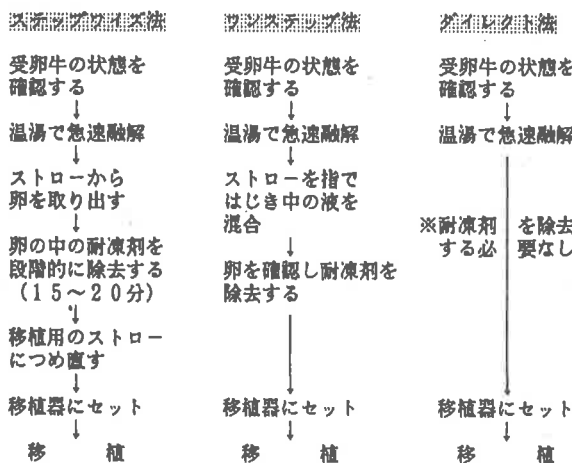 ステップワイズ法
受卵牛の状態を
確認する
温湯で急速融解
ストローから
卵を取り出す
卵の中の耐凍剤を
段階的に除去する
(15〜20分)
移植用のストロー
につめ直す
移植器にセット
移 植
ワンステップ法
受卵牛の状態を
確認する
温湯で急速融解
ストローを指で
はじき中の液を
混合
卵を確認し耐凍剤を
除去する
移植器にセット
移 植
ダイレクト法
受卵牛の状態を
確認する
温湯で急速融解
※耐凍剤 を除去
する必 要なし
移植器にセット
移 植